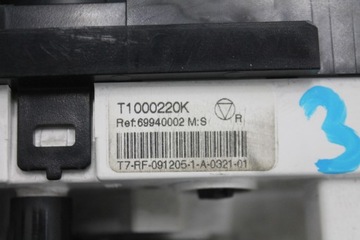 T1000220K
Ref:69940002 M:S
R
T7-RF-091205-1-A-0321-01
3